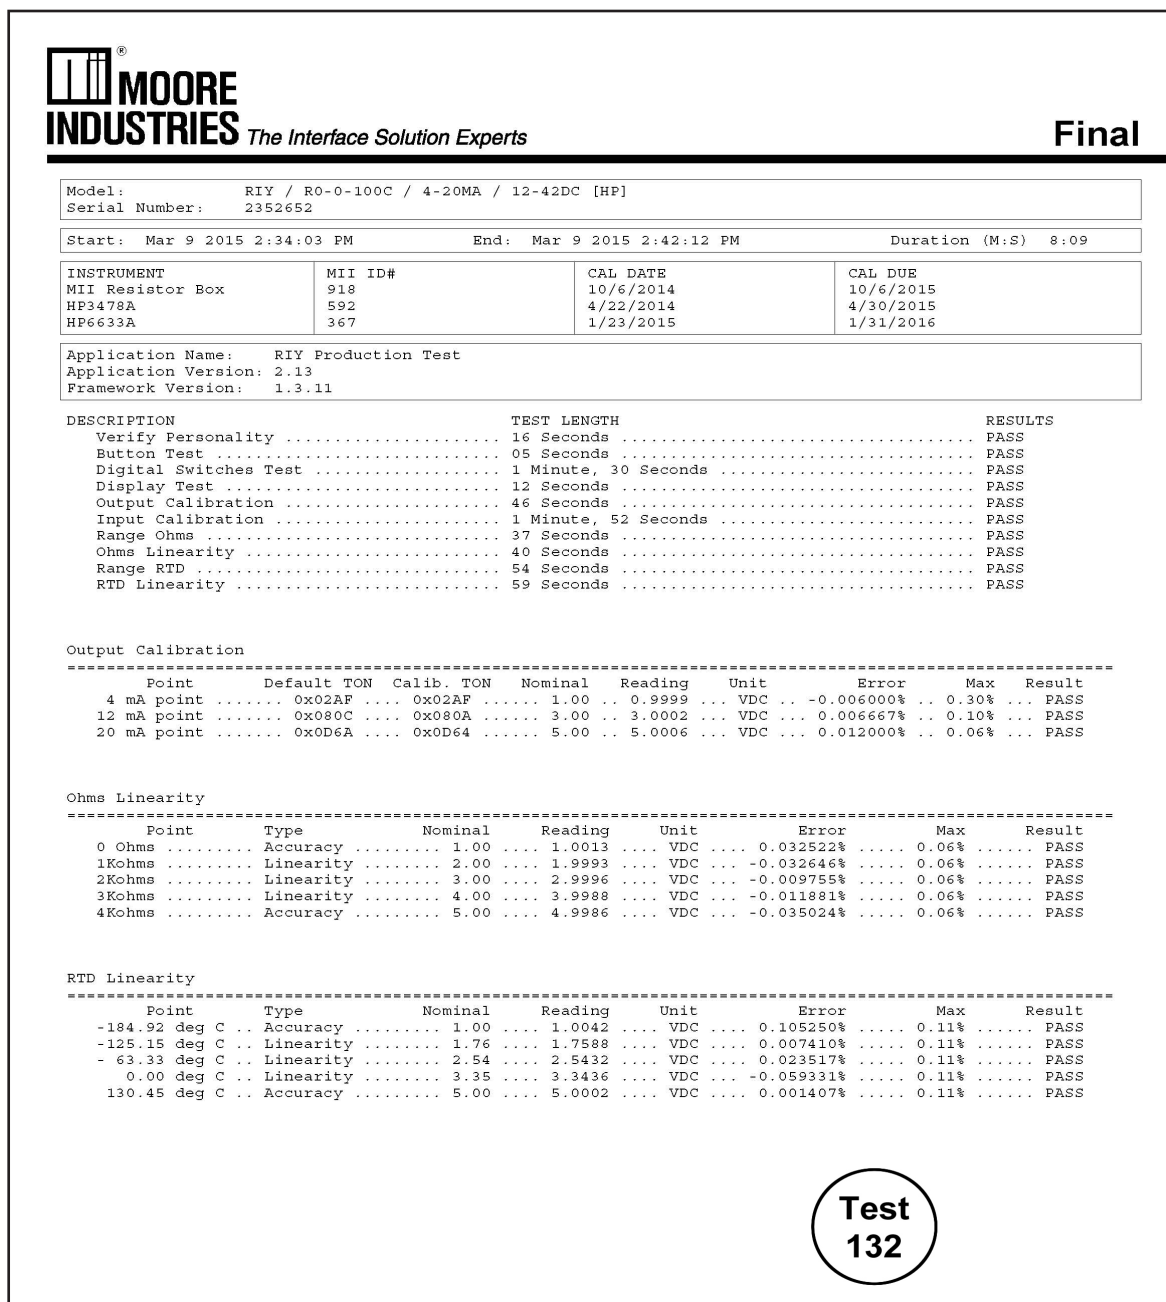 ®
MOORE
INDUSTRIES The Interface Solution Experts
Final
Model: RIY / R0-0-100C / 4-20MA / 12-42DC [HP]
Serial Number: 2352652
Start: Mar 9 2015 2:34:03 PM End: Mar 9 2015 2:42:12 PM Duration (M:S) 8:09
INSTRUMENT MII ID# CAL DATE CAL DUE
MII Resistor Box 918 10/6/2014 10/6/2015
HP3478A 592 4/22/2014 4/30/2015
HP6633A 367 1/23/2015 1/31/2016
Application Name: RIY Production Test
Application Version: 2.13
Framework Version: 1.3.11
DESCRIPTION TEST LENGTH RESULTS
Verify Personality ...................... 16 Seconds .................................... PASS
Button Test ............................. 05 Seconds .................................... PASS
Digital Switches Test ................... 1 Minute, 30 Seconds .......................... PASS
Display Test ............................ 12 Seconds .................................... PASS
Output Calibration ...................... 46 Seconds .................................... PASS
Input Calibration ....................... 1 Minute, 52 Seconds .......................... PASS
Range Ohms .............................. 37 Seconds .................................... PASS
Ohms Linearity .......................... 40 Seconds .................................... PASS
Range RTD ............................... 54 Seconds .................................... PASS
RTD Linearity ........................... 59 Seconds .................................... PASS
Output Calibration
===========================================================================================================
Point Default TON Calib. TON Nominal Reading Unit Error Max Result
4 mA point ....... 0x02AF .... 0x02AF ...... 1.00 .. 0.9999 ... VDC .. -0.006000% .. 0.30% ... PASS
12 mA point ....... 0x080C .... 0x080A ...... 3.00 .. 3.0002 ... VDC ... 0.006667% .. 0.10% ... PASS
20 mA point ....... 0x0D6A .... 0x0D64 ...... 5.00 .. 5.0006 ... VDC ... 0.012000% .. 0.06% ... PASS
Ohms Linearity
===========================================================================================================
Point Type Nominal Reading Unit Error Max Result
0 Ohms ......... Accuracy ......... 1.00 .... 1.0013 .... VDC .... 0.032522% ..... 0.06% ...... PASS
1Kohms ......... Linearity ........ 2.00 .... 1.9993 .... VDC ... -0.032646% ..... 0.06% ...... PASS
2Kohms ......... Linearity ........ 3.00 .... 2.9996 .... VDC ... -0.009755% ..... 0.06% ...... PASS
3Kohms ......... Linearity ........ 4.00 .... 3.9988 .... VDC ... -0.011881% ..... 0.06% ...... PASS
4Kohms ......... Accuracy ......... 5.00 .... 4.9986 .... VDC ... -0.035024% ..... 0.06% ...... PASS
RTD Linearity
===========================================================================================================
Point Type Nominal Reading Unit Error Max Result
-184.92 deg C .. Accuracy ......... 1.00 .... 1.0042 .... VDC .... 0.105250% ..... 0.11% ...... PASS
-125.15 deg C .. Linearity ........ 1.76 .... 1.7588 .... VDC .... 0.007410% ..... 0.11% ...... PASS
- 63.33 deg C .. Linearity ........ 2.54 .... 2.5432 .... VDC .... 0.023517% ..... 0.11% ...... PASS
0.00 deg C .. Linearity ........ 3.35 .... 3.3436 .... VDC ... -0.059331% ..... 0.11% ...... PASS
130.45 deg C .. Accuracy ......... 5.00 .... 5.0002 .... VDC .... 0.001407% ..... 0.11% ...... PASS
Test
132